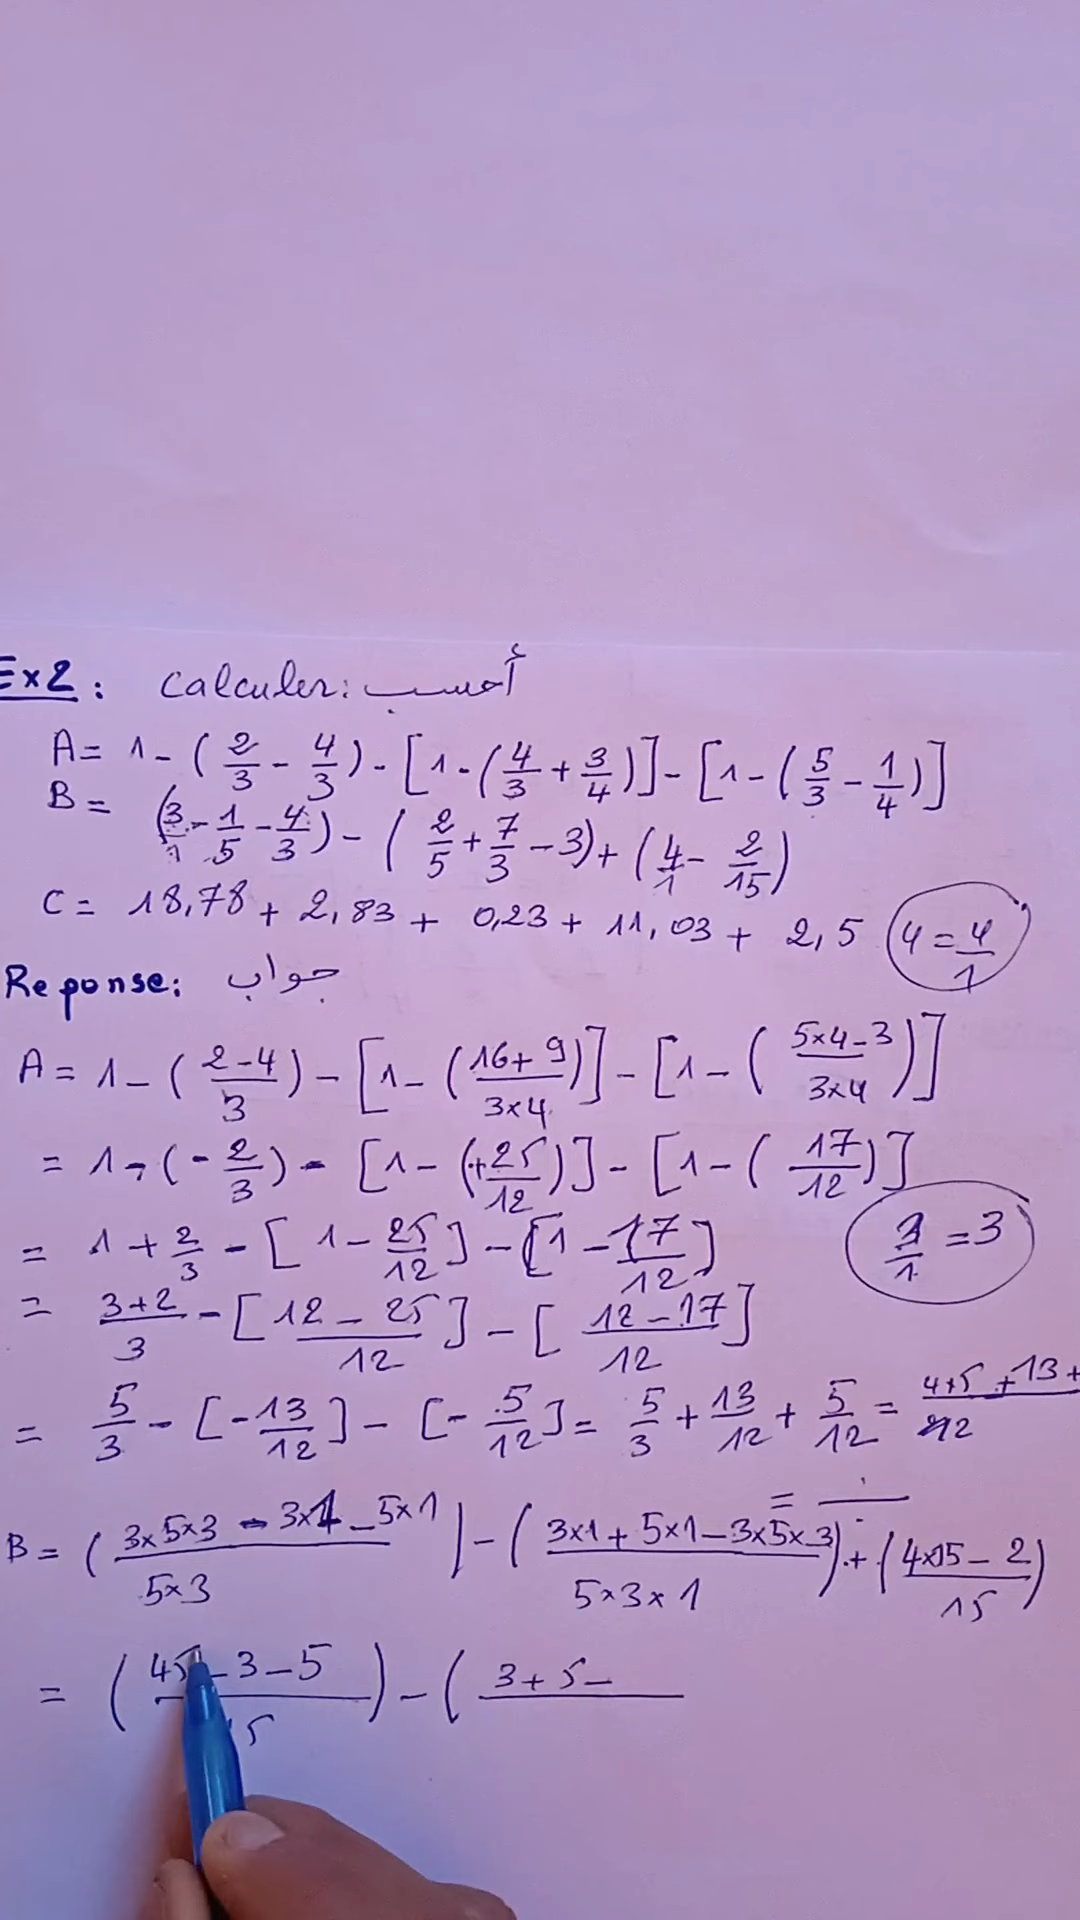 Ex2: Calculer: أحسب
A = 1 - (2/3 - 4/3) - [1 - (4/3 + 3/4)] - [1 - (5/3 - 1/4)]
B = (3/1 - 1/5 - 4/3) - (2/5 + 7/3 - 3) + (4/1 - 2/15)
C = 18,78 + 2,83 + 0,23 + 11,03 + 2,5 (4 = 4/1)
Reponse: جواب
A = 1 - ((2-4)/3) - [1 - ((16+9)/(3×4))] - [1 - ((5×4-3)/(3×4))]
= 1 - (-2/3) - [1 - (+25/12)] - [1 - (17/12)]
= 1 + 2/3 - [1 - 25/12] - [1 - 17/12] (3/1 = 3)
= (3+2)/3 - [(12-25)/12] - [(12-17)/12]
= 5/3 - [-13/12] - [-5/12] = 5/3 + 13/12 + 5/12 = (4×5+13+)/12
=
B = ((3×5×3 - 3×1 - 5×1)/(5×3)) - ((3×1+5×1-3×5×3)/(5×3×1)) + ((4×15-2)/15)
= ((45-3-5)/15) - (3+5-